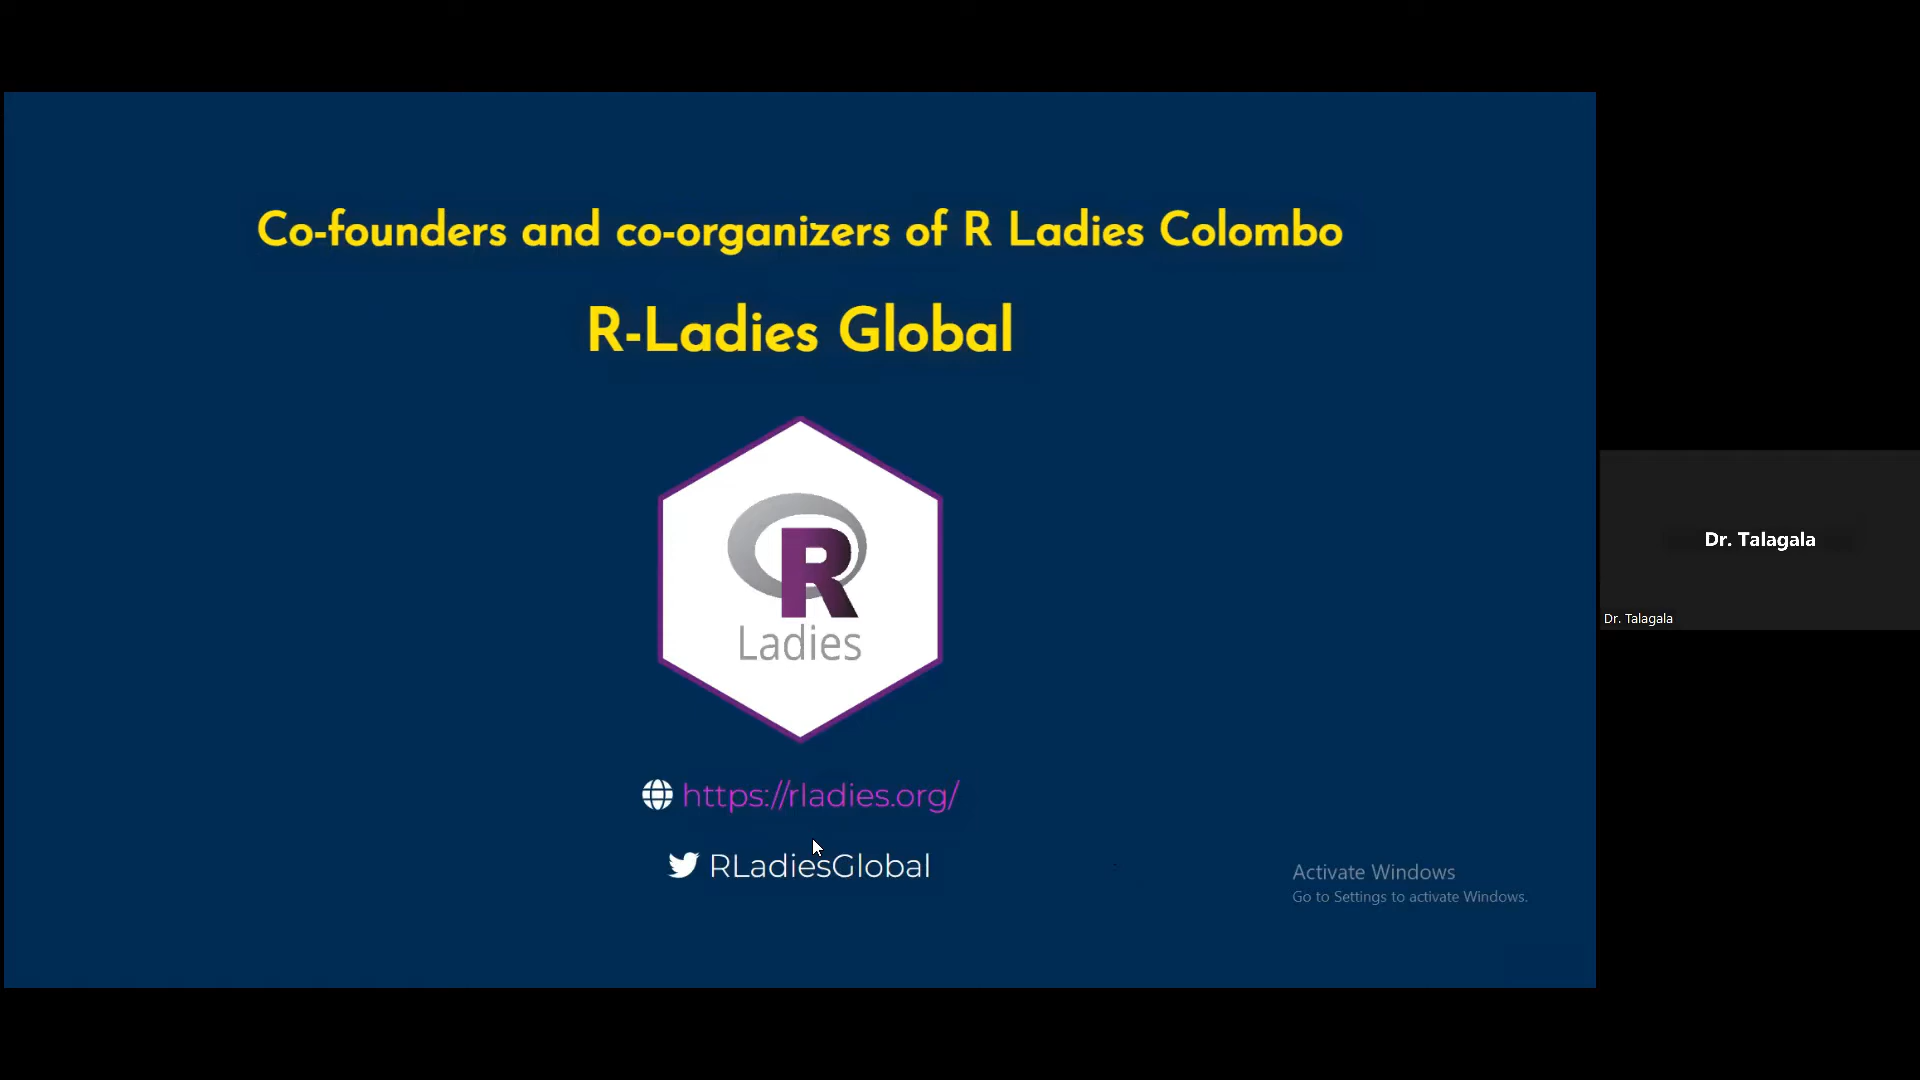 Co-founders and co-organizers of R Ladies Colombo
R-Ladies Global
R
Ladies
https://rladies.org/
RLadiesGlobal
Activate Windows
Go to Settings to activate Windows.
Dr. Talagala
Dr. Talagala